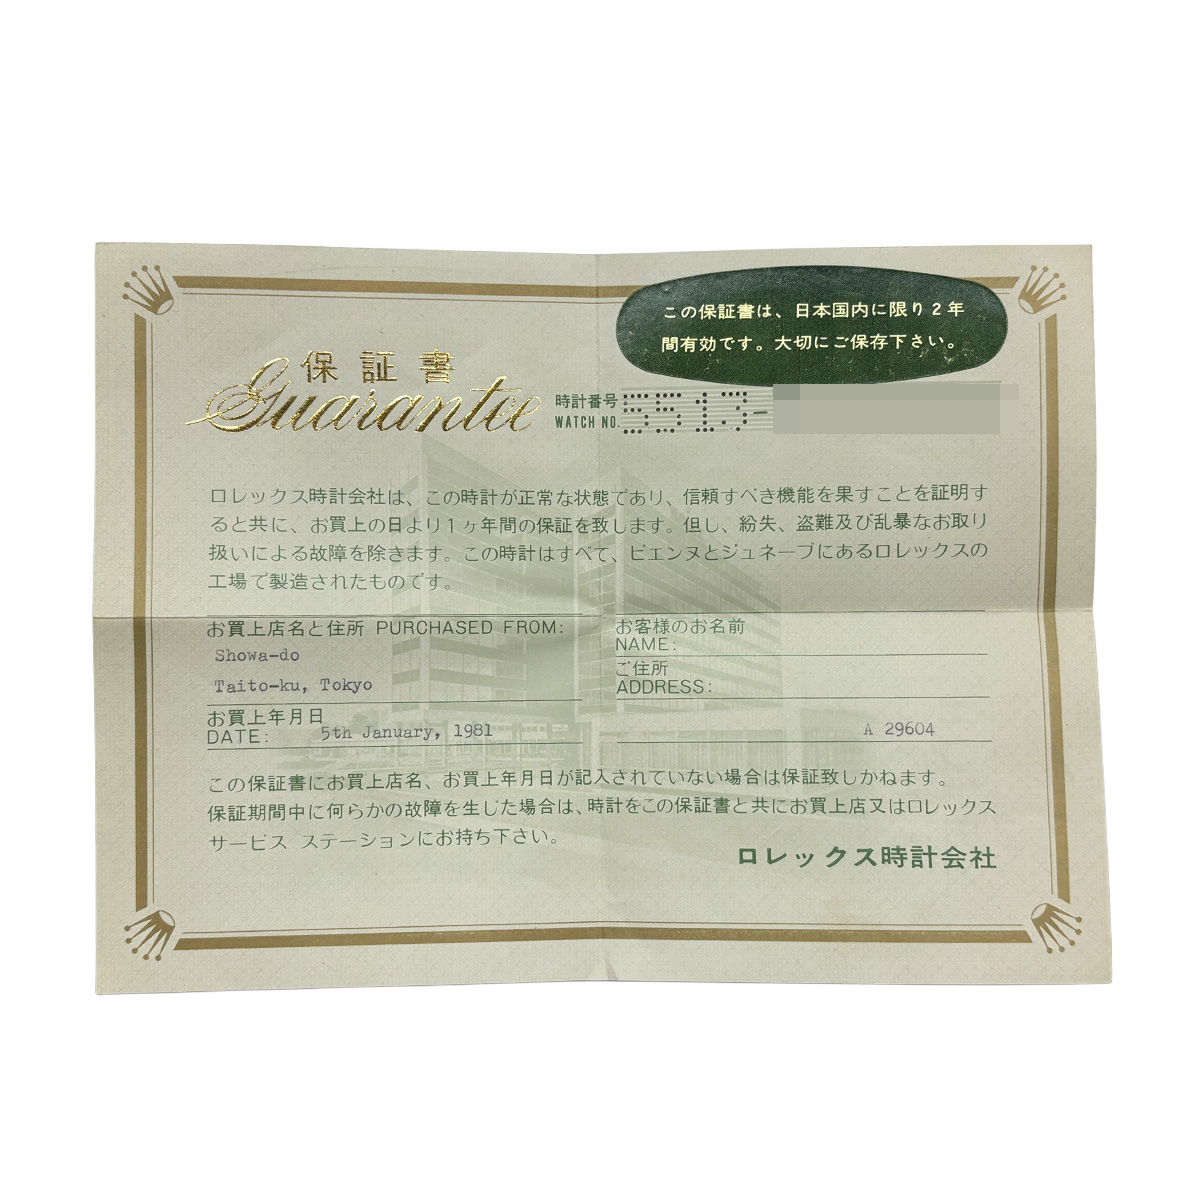 この保証書は、日本国内に限り2年
間有効です。大切にご保存下さい。
保証書
Guarantee
時計番号
WATCH NO. 5513-
ロレックス時計会社は、この時計が正常な状態であり、信頼すべき機能を果すことを証明す
ると共に、お買上の日より1ヶ年間の保証を致します。但し、紛失、盗難及び乱暴なお取り
扱いによる故障を除きます。この時計はすべて、ビエンヌとジュネーブにあるロレックスの
工場で製造されたものです。
お買上店名と住所 PURCHASED FROM:
Showa-do
Taito-ku, Tokyo
お買上年月日
DATE: 5th January, 1981
お客様のお名前
NAME:
ご住所
ADDRESS:
A 29604
この保証書にお買上店名、お買上年月日が記入されていない場合は保証致しかねます。
保証期間中に何らかの故障を生じた場合は、時計をこの保証書と共にお買上店又はロレックス
サービス ステーションにお持ち下さい。
ロレックス時計会社